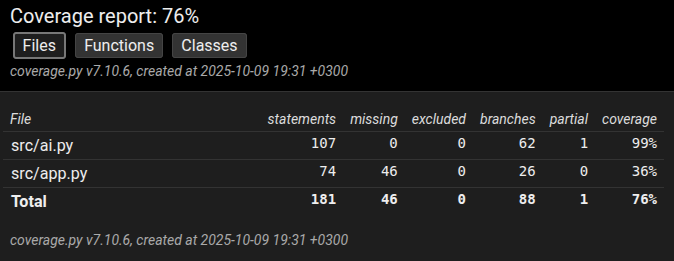 Coverage report: 76%
Files Functions Classes
coverage.py v7.10.6, created at 2025-10-09 19:31 +0300
File statements missing excluded branches partial coverage
src/ai.py 107 0 0 62 1 99%
src/app.py 74 46 0 26 0 36%
Total 181 46 0 88 1 76%
coverage.py v7.10.6, created at 2025-10-09 19:31 +0300